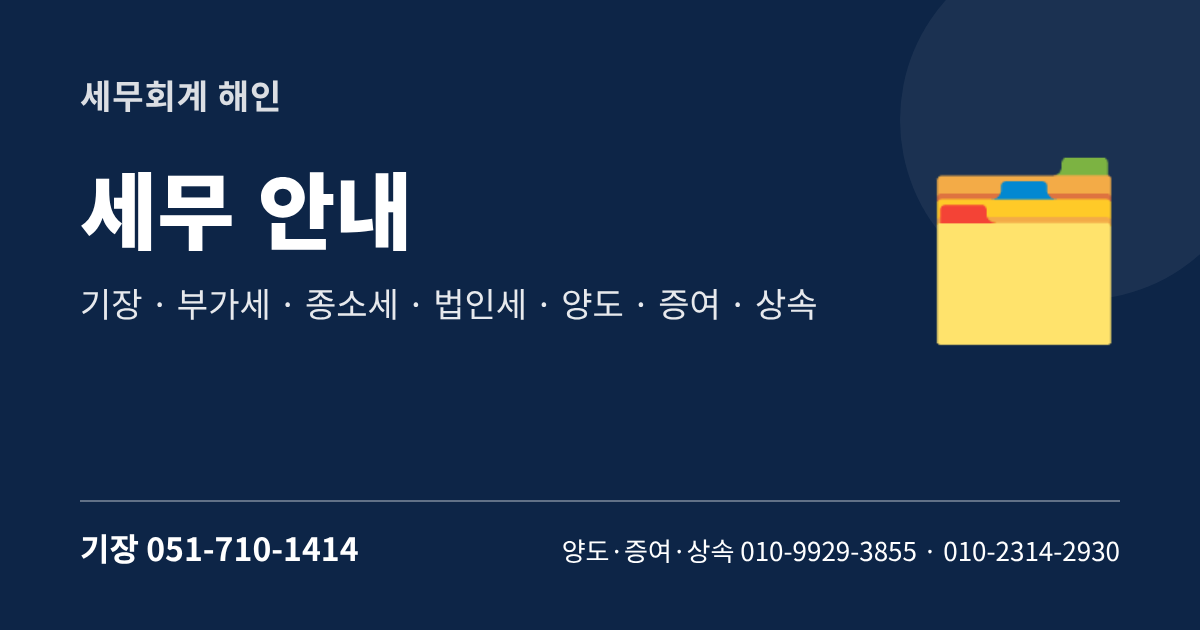 세무회계 해인
세무 안내
기장 · 부가세 · 종소세 · 법인세 · 양도 · 증여 · 상속
기장 051-710-1414
양도·증여·상속 010-9929-3855 · 010-2314-2930